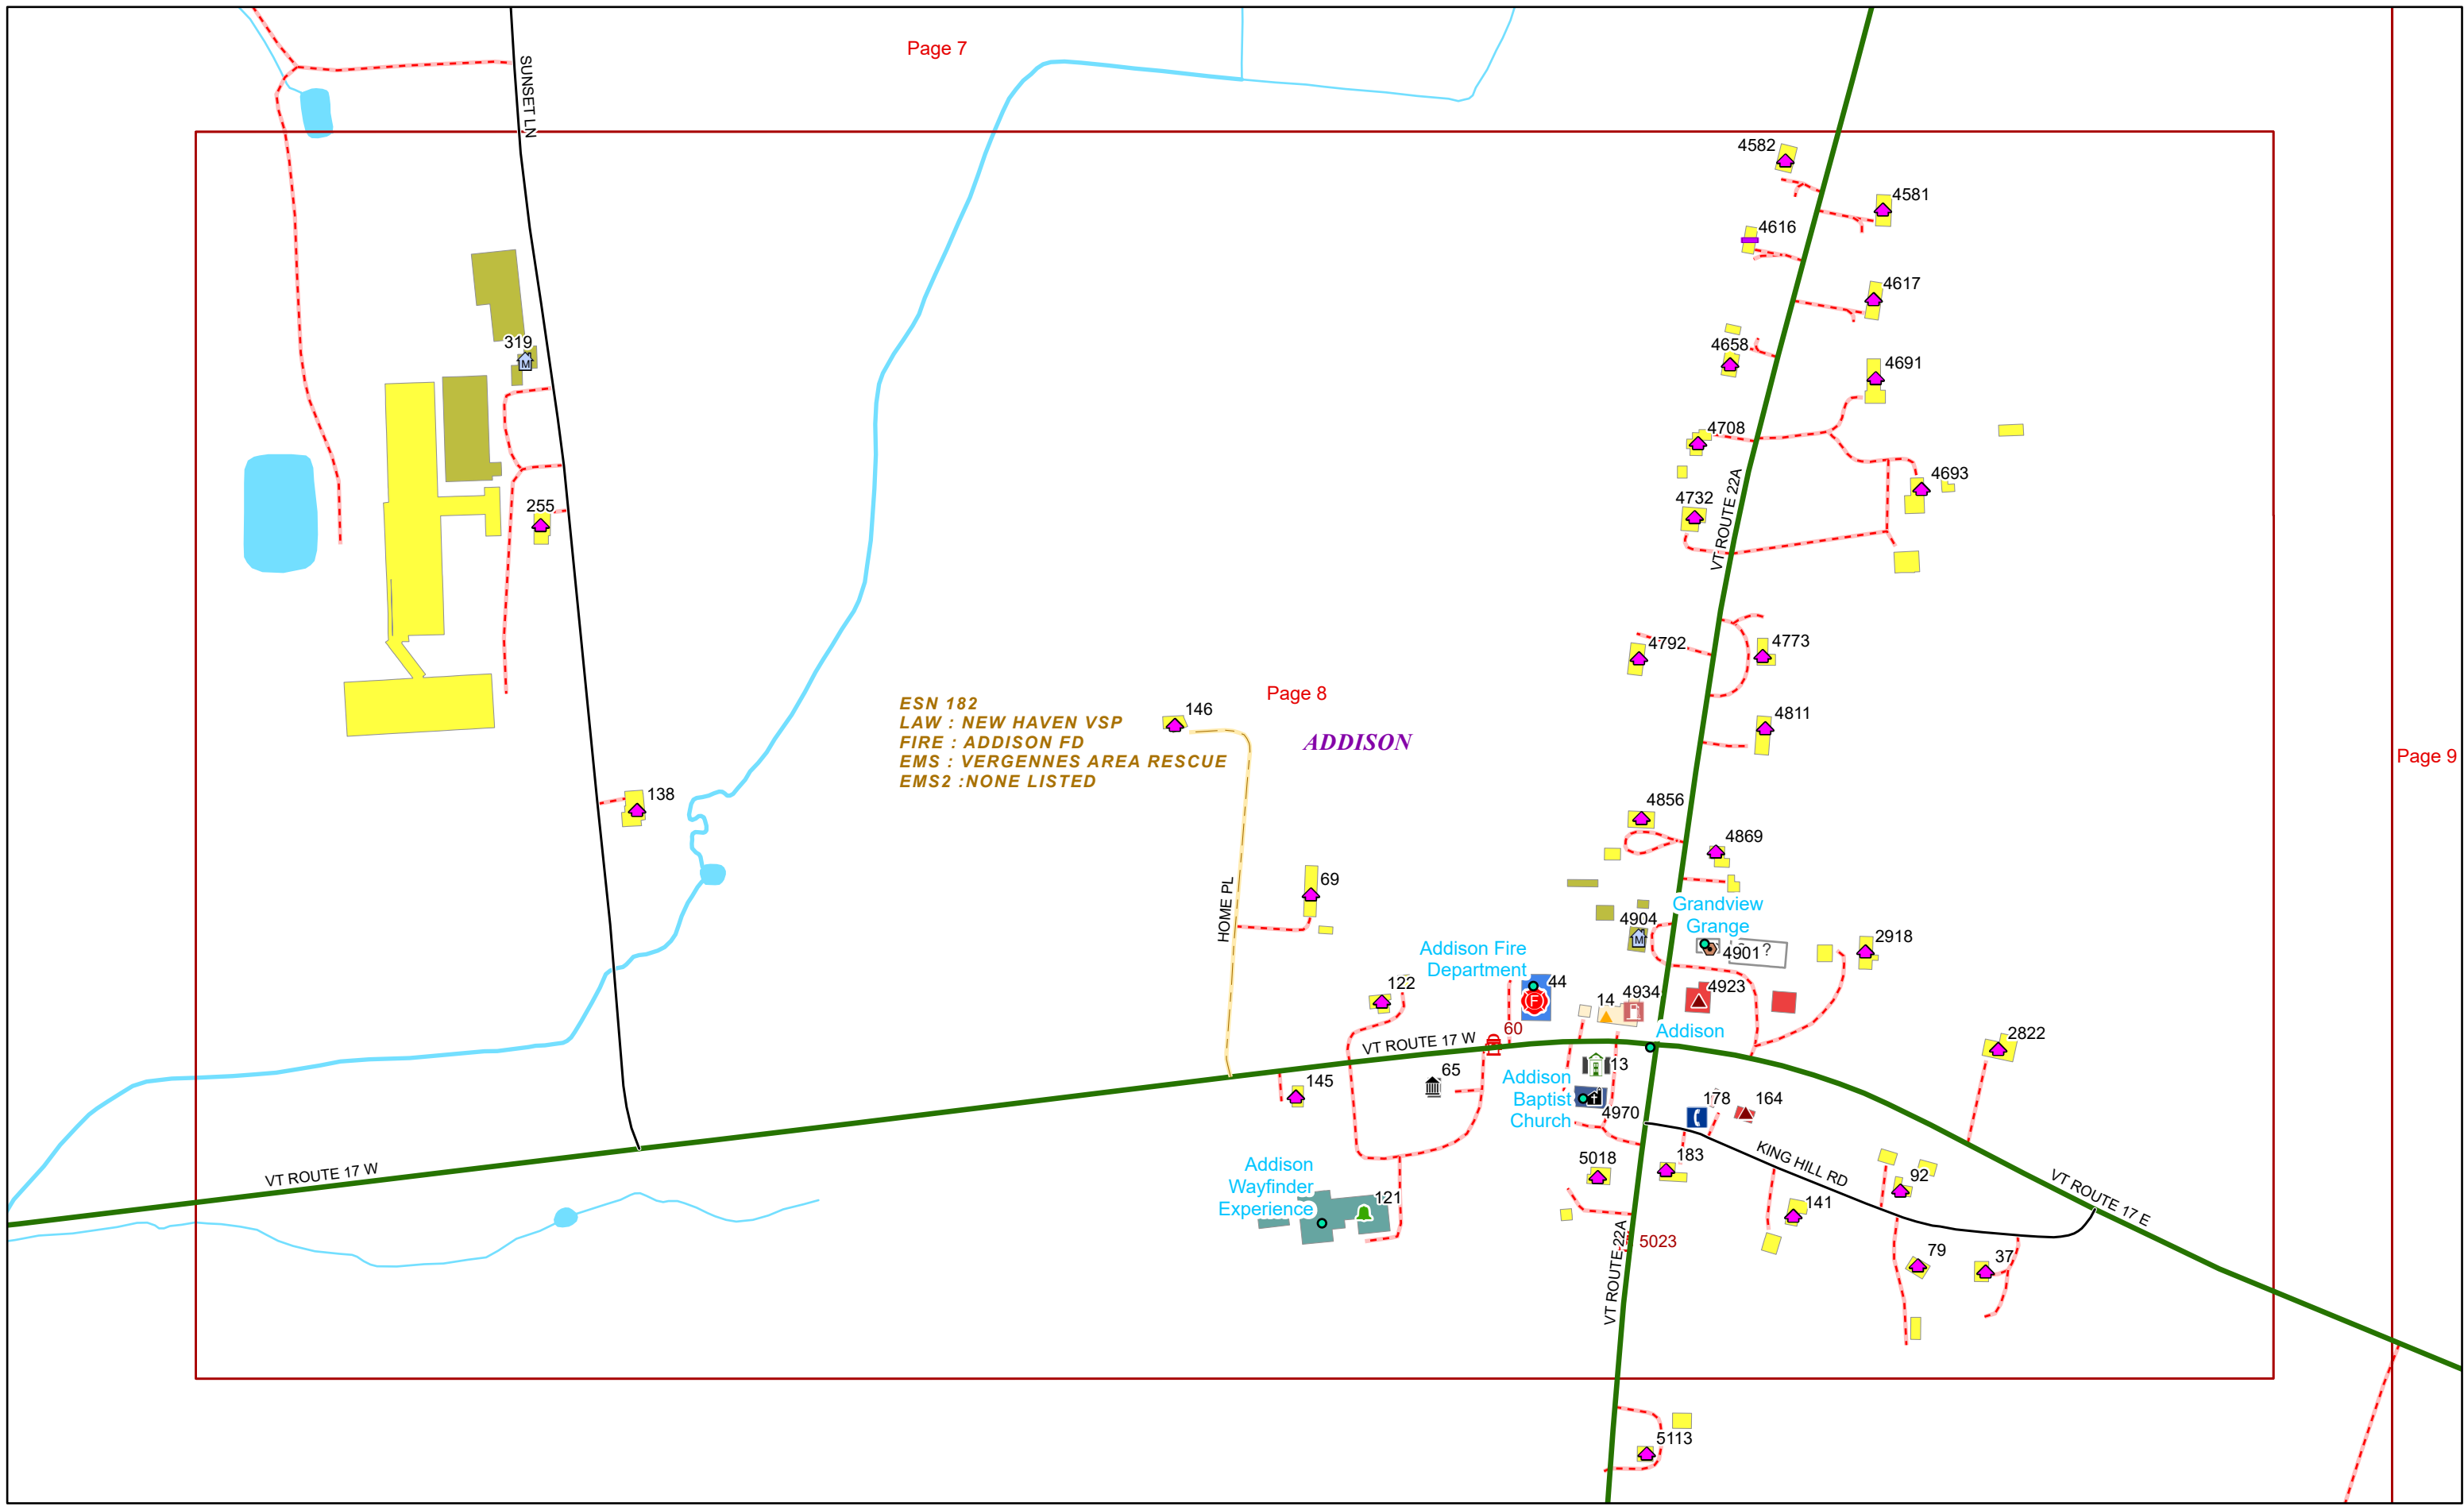 Page 7
SUNSET LN
4582
4581
4616
4617
319
4658
4691
4708
4693
VT ROUTE 22A
4732
255
4792
4773
Page 8
ESN 182
LAW : NEW HAVEN VSP
FIRE : ADDISON FD
EMS : VERGENNES AREA RESCUE
EMS2 :NONE LISTED
146
ADDISON
4811
Page 9
138
4856
4869
69
HOME PL
Grandview
Grange
4904
4901
?
2918
Addison Fire
Department
M
M
F
122
44
14
4934
4923
60
Addison
VT ROUTE 17 W
2822
65
13
145
Addison
Baptist
Church
4970
178
164
KING HILL RD
VT ROUTE 17 W
Addison
Wayfinder
Experience
5018
183
92
VT ROUTE 17 E
121
141
VT ROUTE 22A
5023
79
37
5113